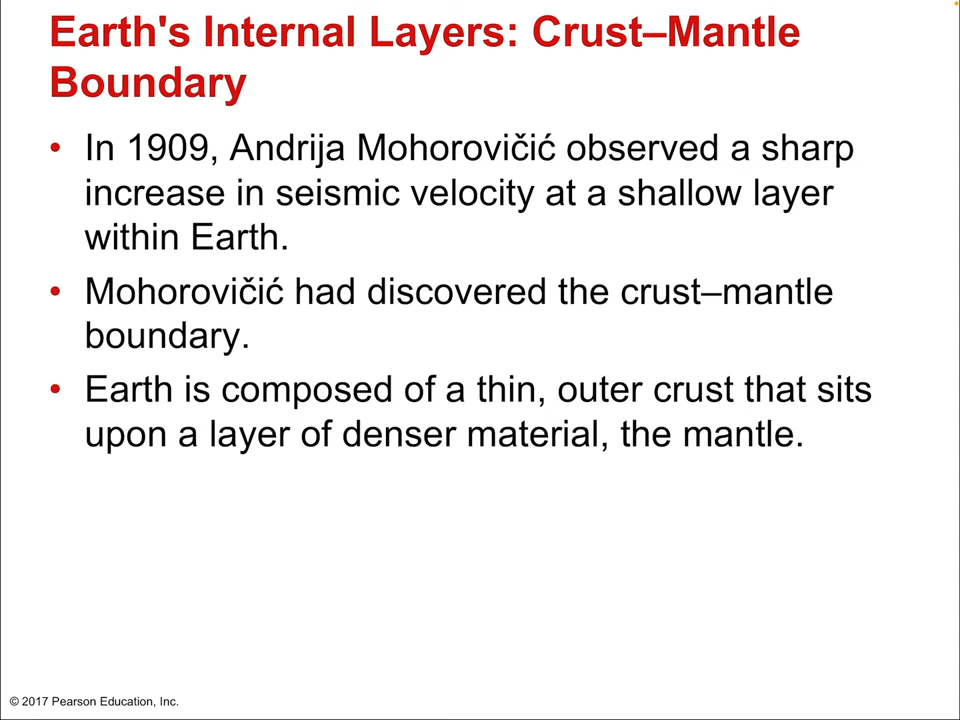 Earth's Internal Layers: Crust–Mantle
Boundary
• In 1909, Andrija Mohorovičić observed a sharp
increase in seismic velocity at a shallow layer
within Earth.
• Mohorovičić had discovered the crust–mantle
boundary.
• Earth is composed of a thin, outer crust that sits
upon a layer of denser material, the mantle.
© 2017 Pearson Education, Inc.